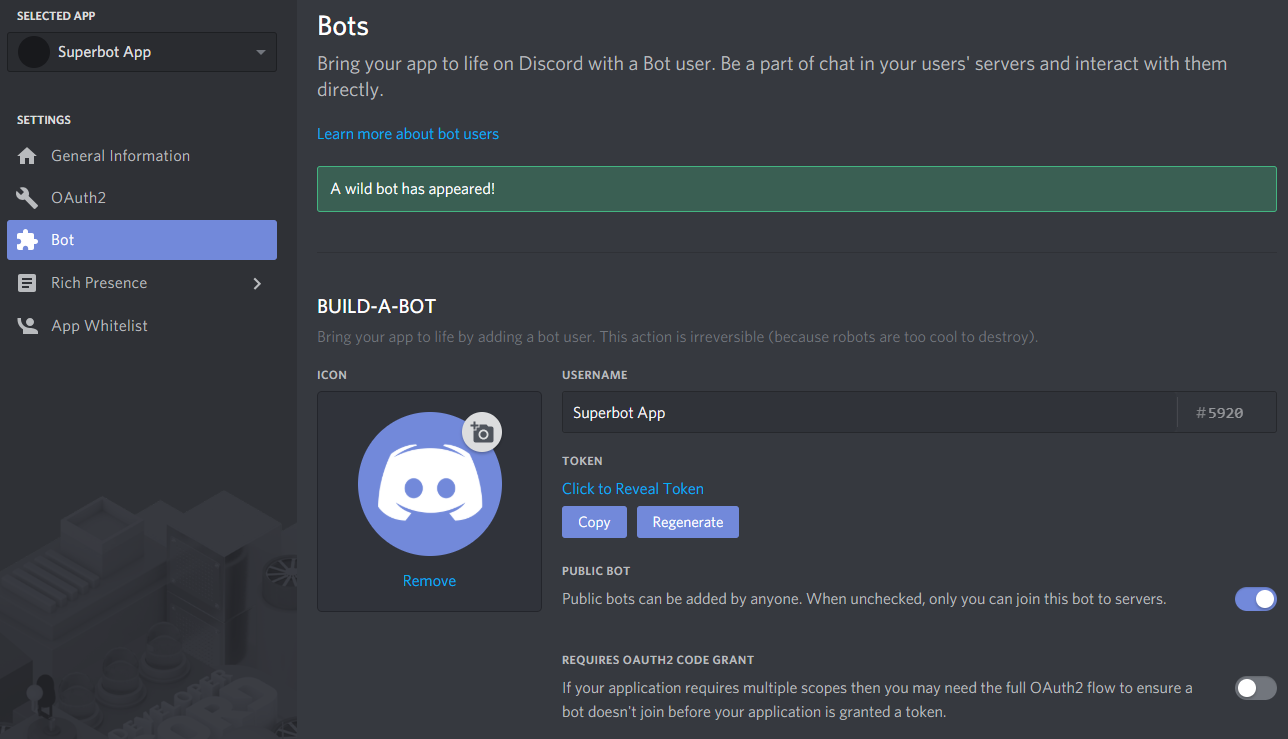 SELECTED APP
Superbot App
SETTINGS
General Information
OAuth2
Bot
Rich Presence
App Whitelist
Bots
Bring your app to life on Discord with a Bot user. Be a part of chat in your users' servers and interact with them
directly.
Learn more about bot users
A wild bot has appeared!
BUILD-A-BOT
Bring your app to life by adding a bot user. This action is irreversible (because robots are too cool to destroy).
ICON
Remove
USERNAME
Superbot App #5920
TOKEN
Click to Reveal Token
Copy Regenerate
PUBLIC BOT
Public bots can be added by anyone. When unchecked, only you can join this bot to servers.
REQUIRES OAUTH2 CODE GRANT
If your application requires multiple scopes then you may need the full OAuth2 flow to ensure a
bot doesn't join before your application is granted a token.